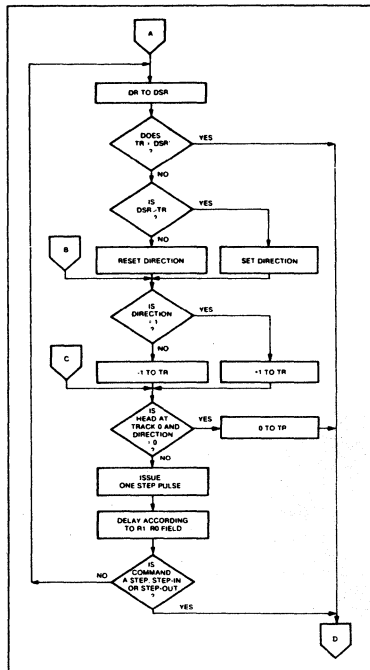 A
DR TO DSR
DOES
TR = DSR
?
YES
NO
IS
DSR>TR
?
YES
NO
B
RESET DIRECTION
SET DIRECTION
IS
DIRECTION
= 1
?
YES
NO
C
-1 TO TR
+1 TO TR
IS
HEAD AT
TRACK 0 AND
DIRECTION
= 0
?
YES
0 TO TR
NO
ISSUE
ONE STEP PULSE
DELAY ACCORDING
TO R1 R0 FIELD
IS
COMMAND
A STEP, STEP-IN
OR STEP-OUT
?
NO
YES
D